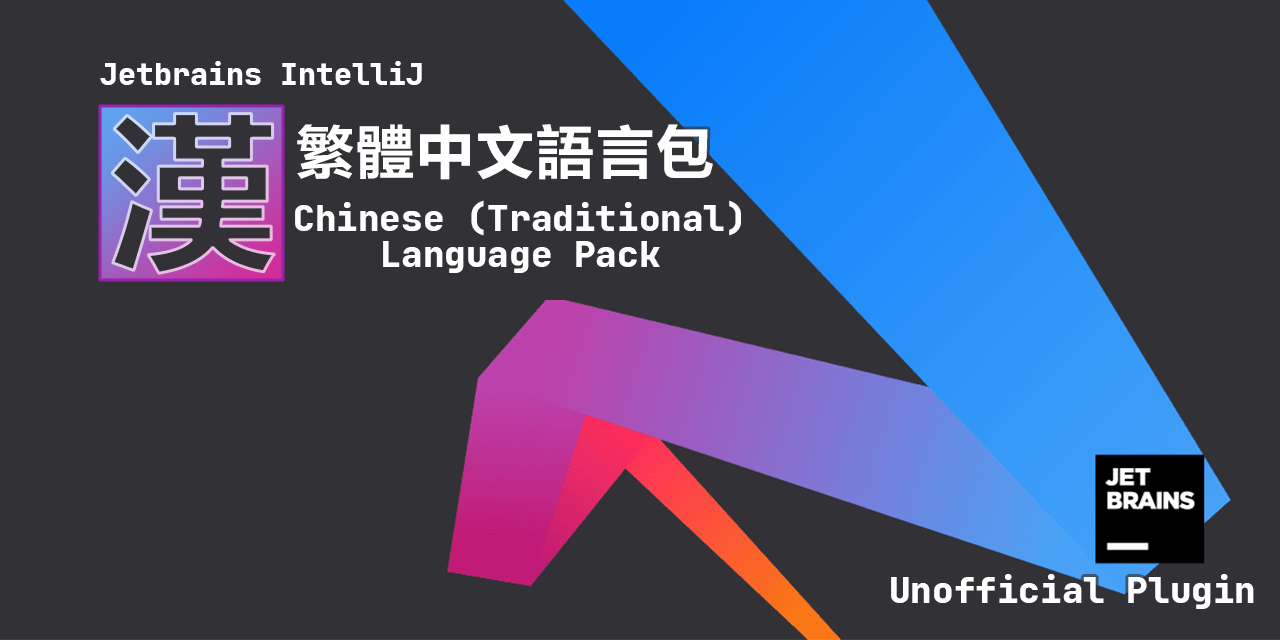 Jetbrains IntelliJ
漢
繁體中文語言包
Chinese (Traditional)
Language Pack
JET
BRAINS
Unofficial Plugin